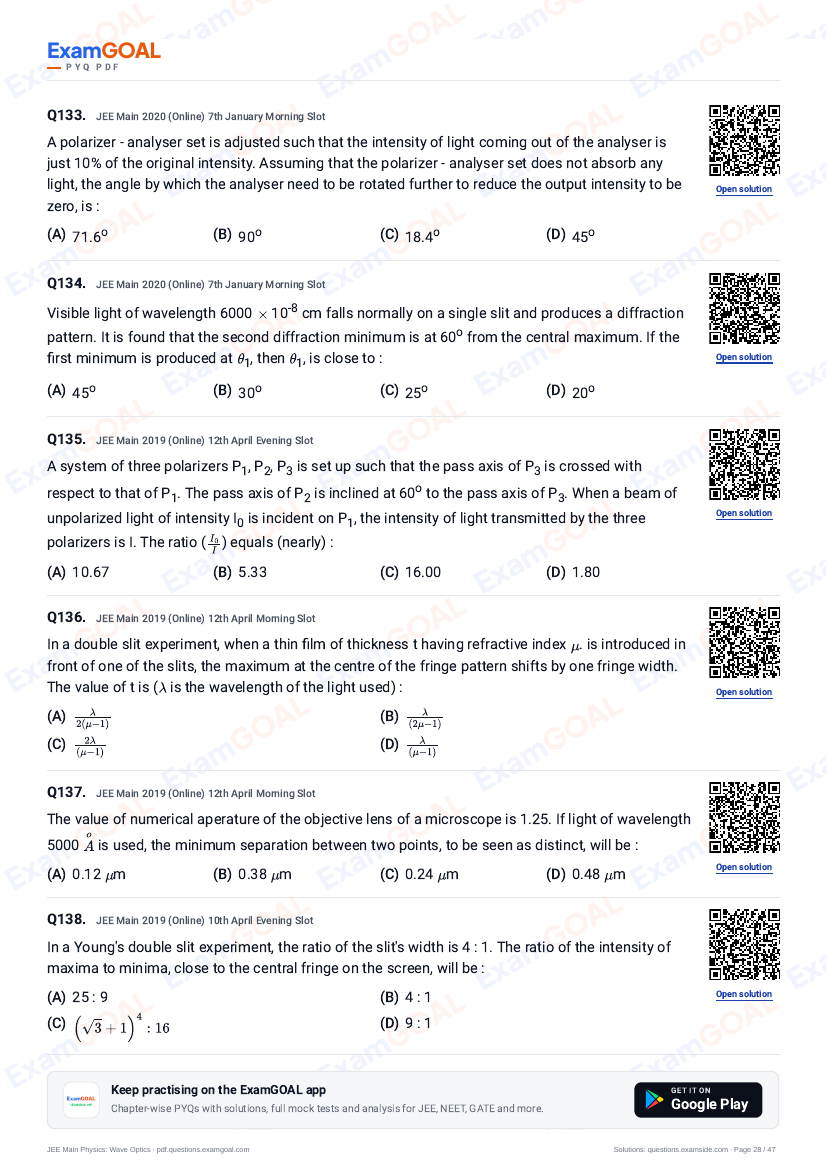 ExamGOAL
PYQ PDF
Q133. JEE Main 2020 (Online) 7th January Morning Slot
A polarizer - analyser set is adjusted such that the intensity of light coming out of the analyser is
just 10% of the original intensity. Assuming that the polarizer - analyser set does not absorb any
light, the angle by which the analyser need to be rotated further to reduce the output intensity to be
zero, is :
(A) 71.6º (B) 90º (C) 18.4º (D) 45º
Open solution
Q134. JEE Main 2020 (Online) 7th January Morning Slot
Visible light of wavelength 6000 × 10⁻⁸ cm falls normally on a single slit and produces a diffraction
pattern. It is found that the second diffraction minimum is at 60º from the central maximum. If the
first minimum is produced at θ₁, then θ₁, is close to :
(A) 45º (B) 30º (C) 25º (D) 20º
Open solution
Q135. JEE Main 2019 (Online) 12th April Evening Slot
A system of three polarizers P₁, P₂, P₃ is set up such that the pass axis of P₃ is crossed with
respect to that of P₁. The pass axis of P₂ is inclined at 60º to the pass axis of P₃. When a beam of
unpolarized light of intensity I₀ is incident on P₁, the intensity of light transmitted by the three
polarizers is I. The ratio (I₀/I) equals (nearly) :
(A) 10.67 (B) 5.33 (C) 16.00 (D) 1.80
Open solution
Q136. JEE Main 2019 (Online) 12th April Morning Slot
In a double slit experiment, when a thin film of thickness t having refractive index μ. is introduced in
front of one of the slits, the maximum at the centre of the fringe pattern shifts by one fringe width.
The value of t is (λ is the wavelength of the light used) :
(A) λ/2(μ−1) (B) λ/(2μ−1)
(C) 2λ/(μ−1) (D) λ/(μ−1)
Open solution
Q137. JEE Main 2019 (Online) 12th April Morning Slot
The value of numerical aperature of the objective lens of a microscope is 1.25. If light of wavelength
5000 Å is used, the minimum separation between two points, to be seen as distinct, will be :
(A) 0.12 μm (B) 0.38 μm (C) 0.24 μm (D) 0.48 μm
Open solution
Q138. JEE Main 2019 (Online) 10th April Evening Slot
In a Young's double slit experiment, the ratio of the slit's width is 4 : 1. The ratio of the intensity of
maxima to minima, close to the central fringe on the screen, will be :
(A) 25 : 9 (B) 4 : 1
(C) (√3 + 1)⁴ : 16 (D) 9 : 1
Open solution
ExamGOAL
Keep practising on the ExamGOAL app
Chapter-wise PYQs with solutions, full mock tests and analysis for JEE, NEET, GATE and more.
GET IT ON
Google Play
JEE Main Physics: Wave Optics · pdf.questions.examgoal.com
Solutions: questions.examside.com · Page 28 / 47